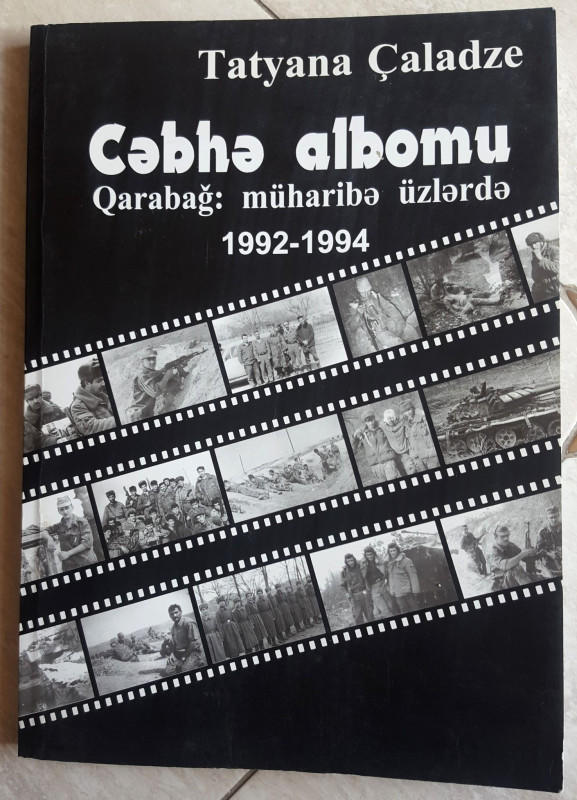 Tatyana Çaladze
Cəbhə albomu
Qarabağ: müharibə üzlərdə
1992-1994